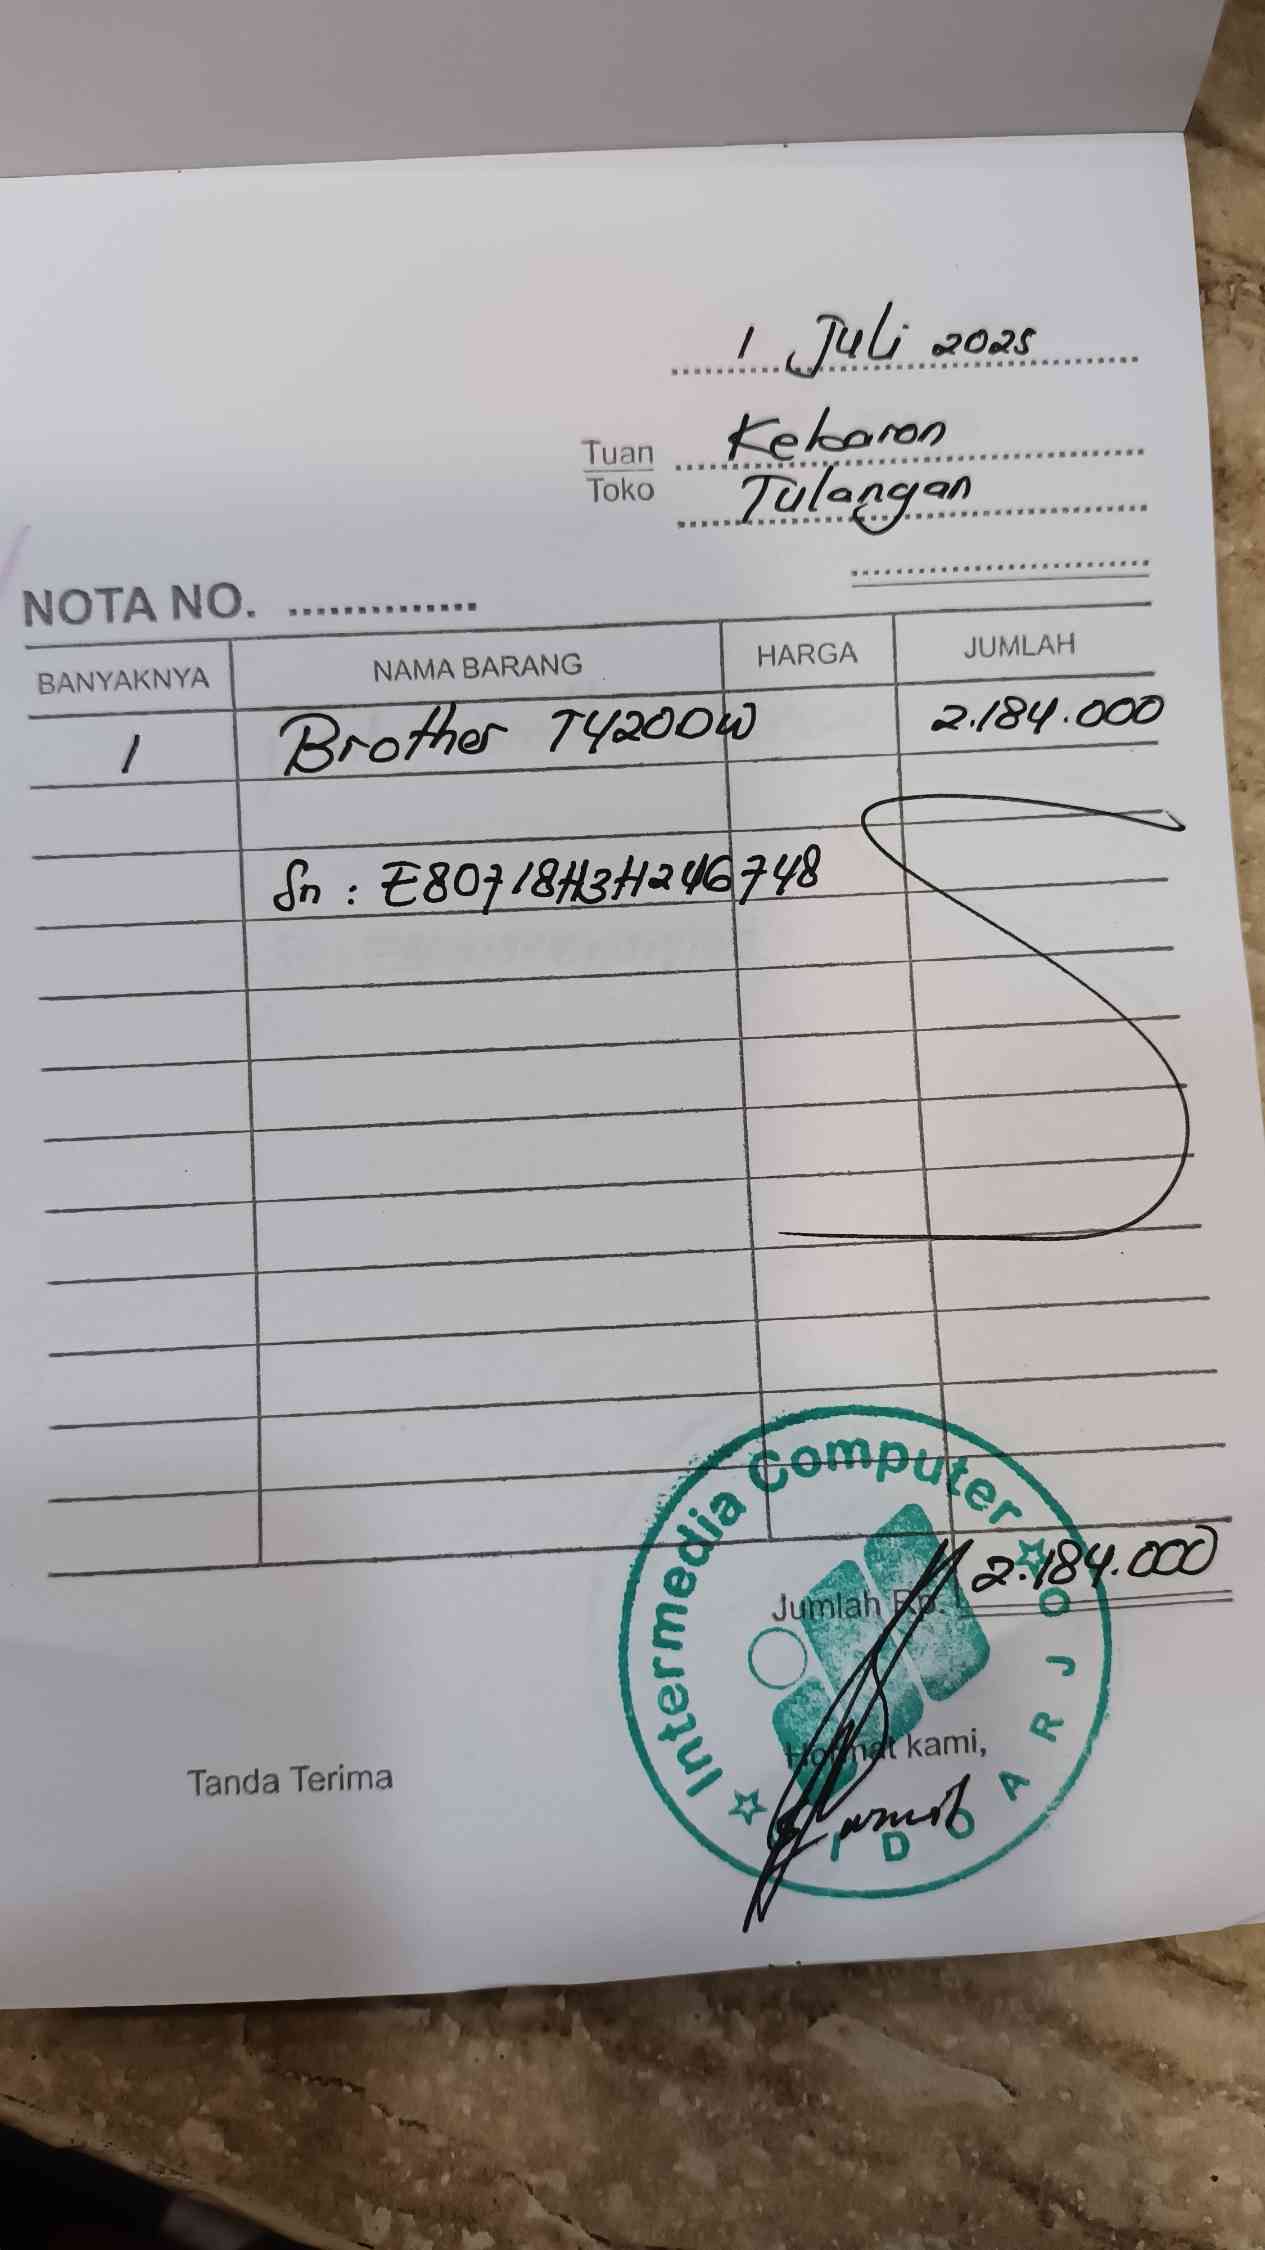 1 Juli 2025
Tuan Kebaron
Toko Tulangan
NOTA NO. ..............
BANYAKNYA NAMA BARANG HARGA JUMLAH
1 Brother T4200W 2.184.000
Sn : E80718H3H246748
Intermedia Computer
SIDOARJO
Jumlah Rp. 2.184.000
Tanda Terima Hormat kami,